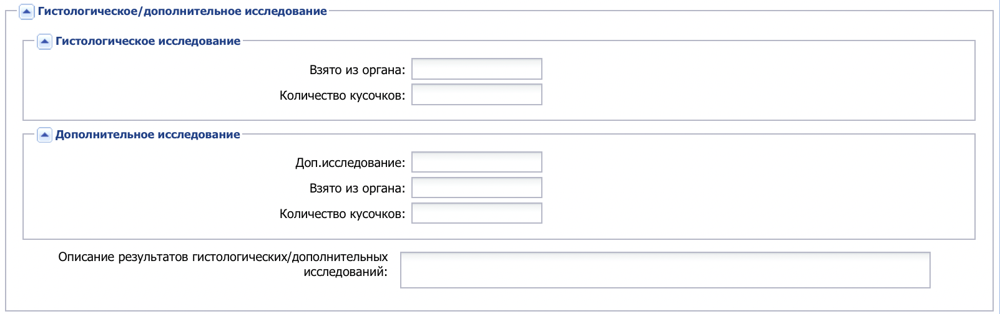 Гистологическое/дополнительное исследование
Гистологическое исследование
Взято из органа:
Количество кусочков:
Дополнительное исследование
Доп.исследование:
Взято из органа:
Количество кусочков:
Описание результатов гистологических/дополнительных
исследований: